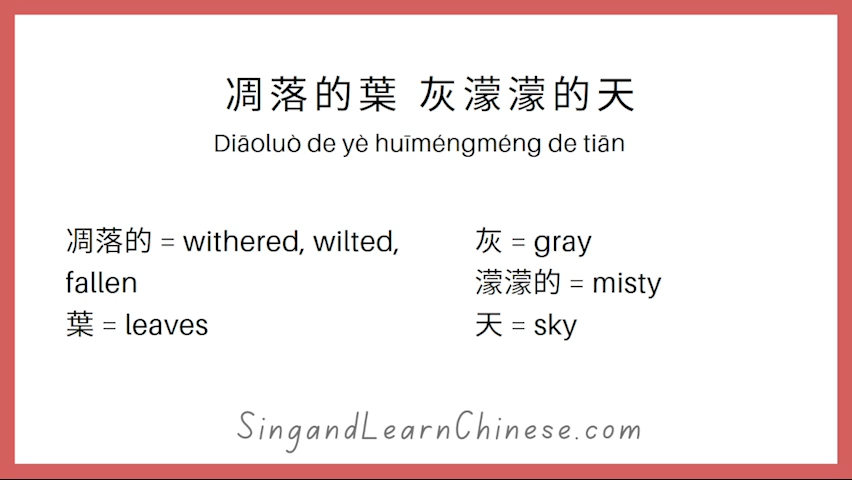 凋落的葉 灰濛濛的天
Diāoluò de yè huīméngméng de tiān
凋落的 = withered, wilted,
fallen
葉 = leaves
灰 = gray
濛濛的 = misty
天 = sky
SingandLearnChinese.com